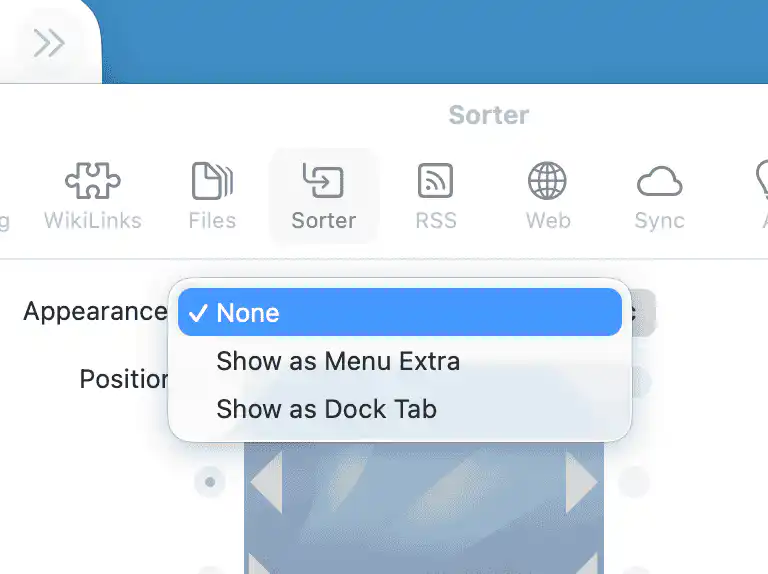 Sorter
WikiLinks Files Sorter RSS Web Sync
Appearance
None
Show as Menu Extra
Position
Show as Dock Tab